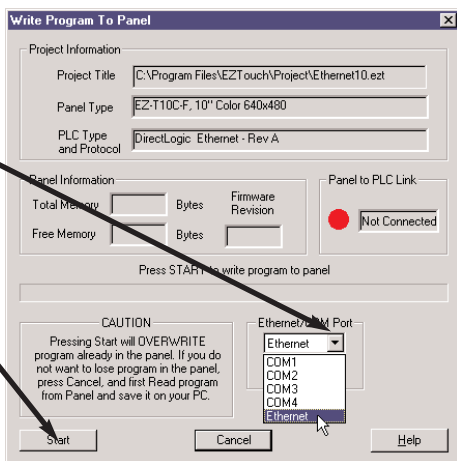 Write Program To Panel
Project Information
Project Title C:\Program Files\EZTouch\Project\Ethernet10.ezt
Panel Type EZ-T10C-F, 10" Color 640x480
PLC Type
and Protocol DirectLogic Ethernet - Rev A
Panel Information
Total Memory Bytes Firmware
Revision
Free Memory Bytes
Panel to PLC Link
Not Connected
Press START to write program to panel
CAUTION
Pressing Start will OVERWRITE
program already in the panel. If you do
not want to lose program in the panel,
press Cancel, and first Read program
from Panel and save it on your PC.
Ethernet/COM Port
Ethernet
COM1
COM2
COM3
COM4
Ethernet
Start Cancel Help